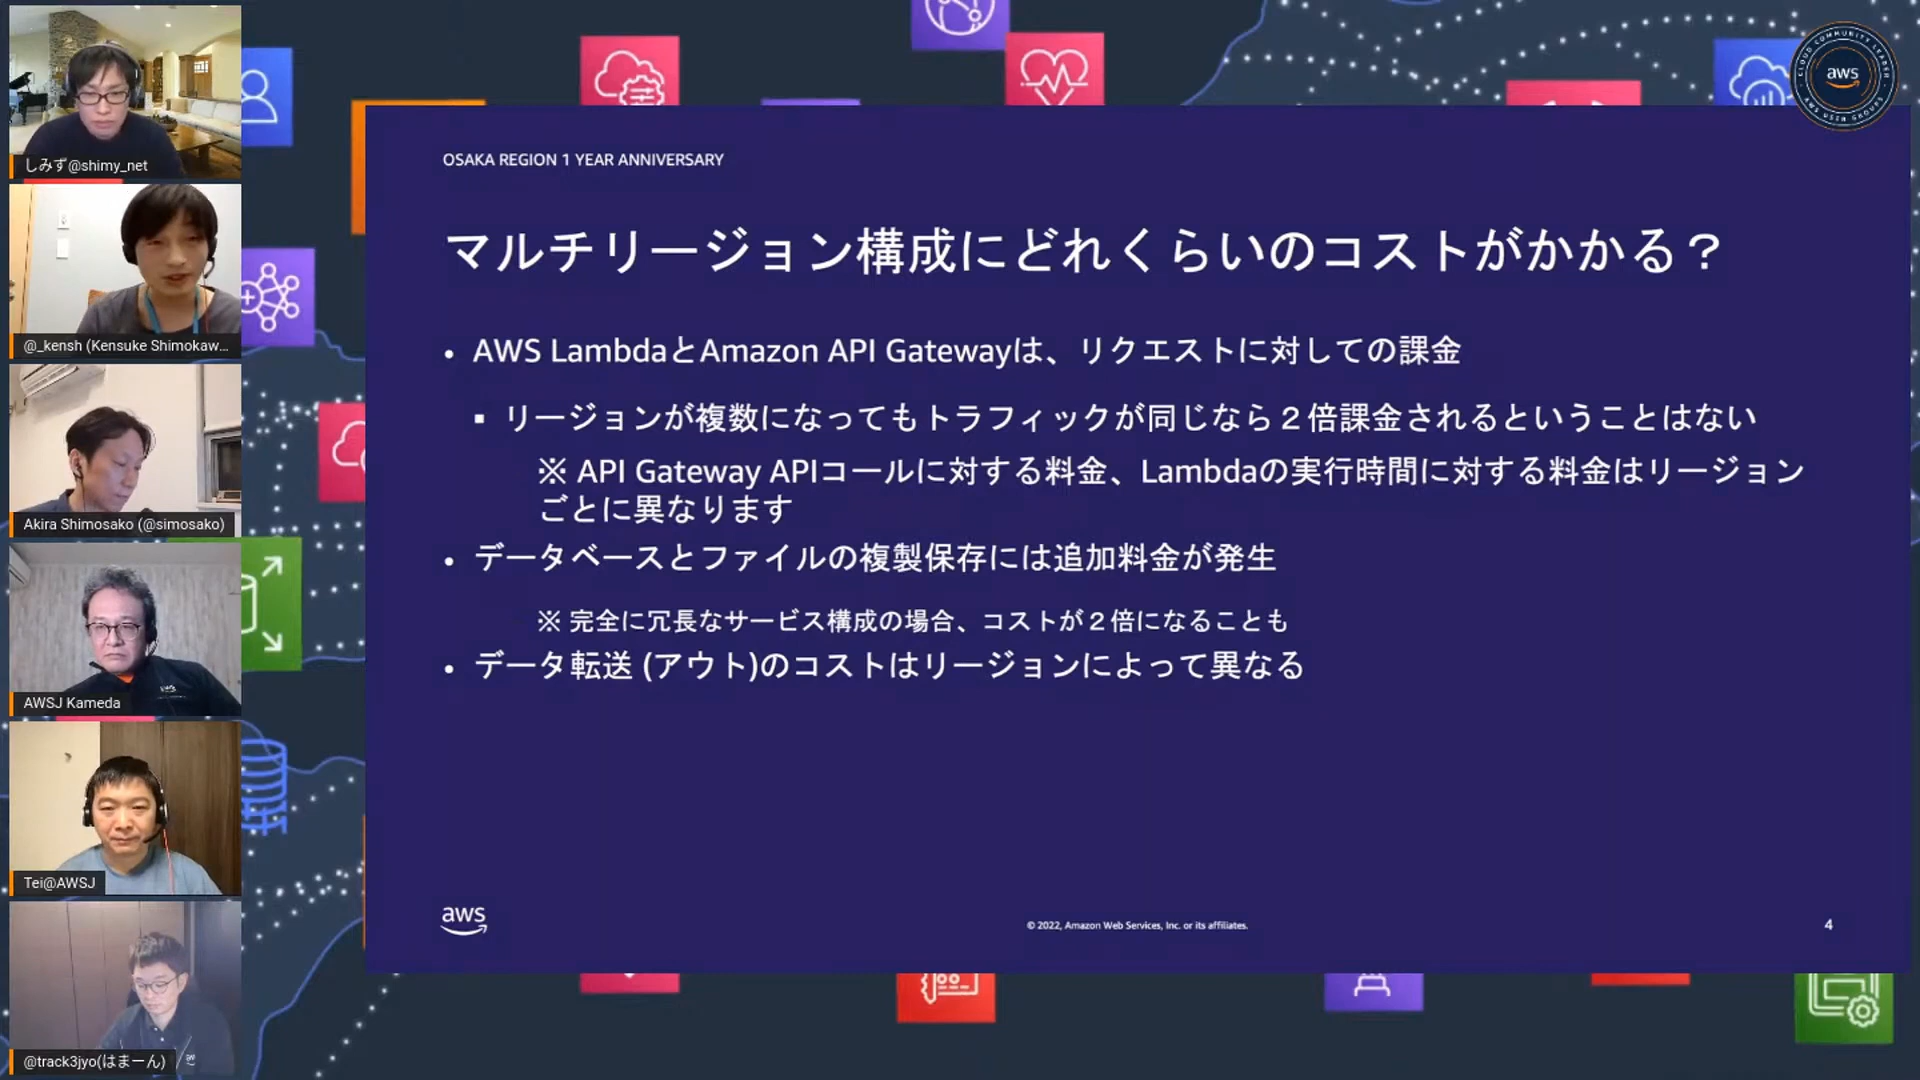 しみず@shimy_net
@_kensh (Kensuke Shimokaw...
Akira Shimosako (@simosako)
AWSJ Kameda
Tei@AWSJ
@track3jyo(はまーん)
aws
CLOUD COMMUNITY LEADER
AWS USER GROUPS
OSAKA REGION 1 YEAR ANNIVERSARY
マルチリージョン構成にどれくらいのコストがかかる？
• AWS LambdaとAmazon API Gatewayは、リクエストに対しての課金
▪ リージョンが複数になってもトラフィックが同じなら２倍課金されるということはない
※ API Gateway APIコールに対する料金、Lambdaの実行時間に対する料金はリージョン
ごとに異なります
• データベースとファイルの複製保存には追加料金が発生
※ 完全に冗長なサービス構成の場合、コストが２倍になることも
• データ転送 (アウト)のコストはリージョンによって異なる
aws
© 2022, Amazon Web Services, Inc. or its affiliates.
4